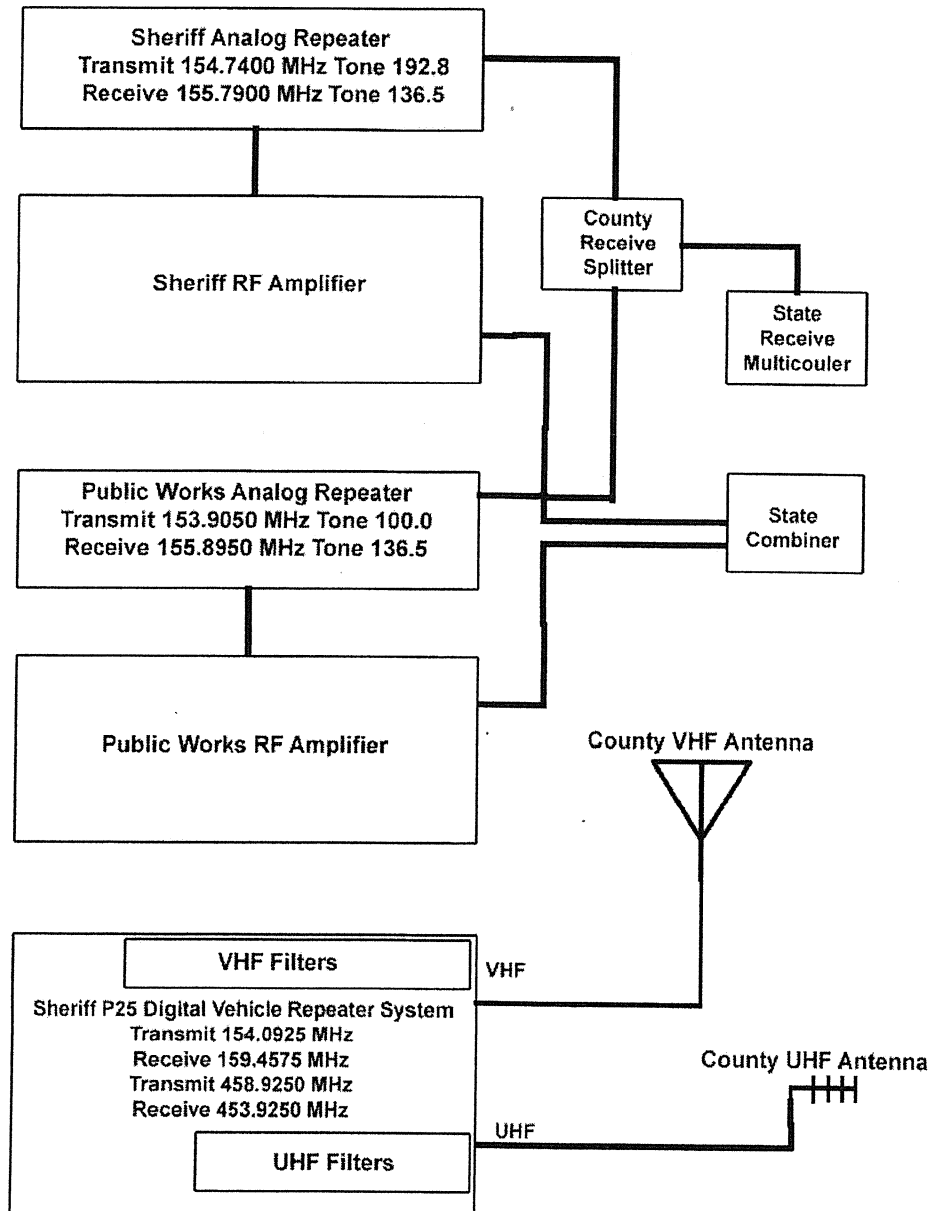 Sheriff Analog Repeater
Transmit 154.7400 MHz Tone 192.8
Receive 155.7900 MHz Tone 136.5
County
Receive
Splitter
Sheriff RF Amplifier
State
Receive
Multicouler
Public Works Analog Repeater
Transmit 153.9050 MHz Tone 100.0
Receive 155.8950 MHz Tone 136.5
State
Combiner
Public Works RF Amplifier
County VHF Antenna
VHF Filters
VHF
Sheriff P25 Digital Vehicle Repeater System
Transmit 154.0925 MHz
Receive 159.4575 MHz
Transmit 458.9250 MHz
Receive 453.9250 MHz
County UHF Antenna
UHF
UHF Filters